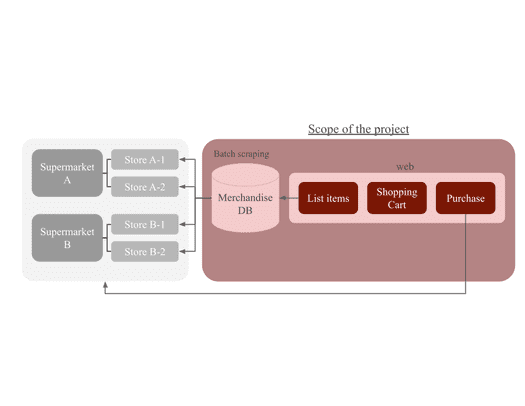 Scope of the project
Batch scraping
web
Supermarket
A
Store A-1
Store A-2
Supermarket
B
Store B-1
Store B-2
Merchandise
DB
List items
Shopping
Cart
Purchase